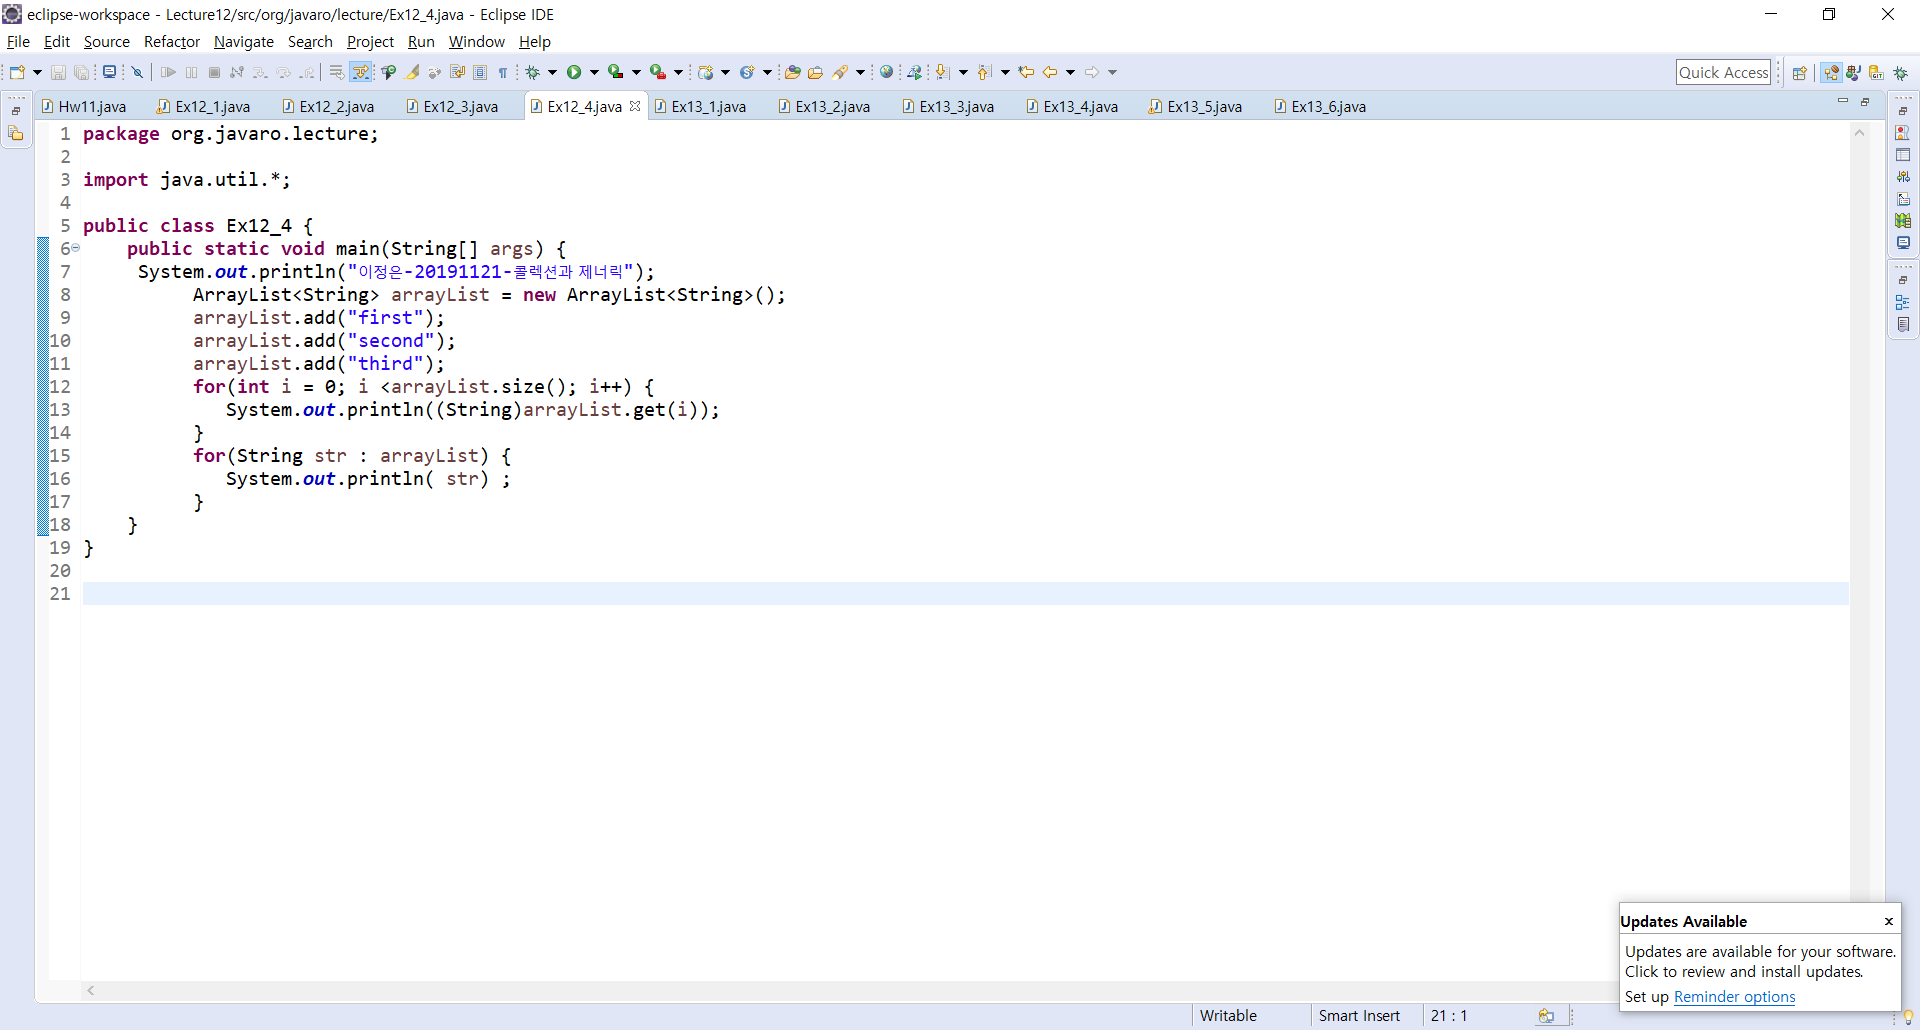 eclipse-workspace - Lecture12/src/org/javaro/lecture/Ex12_4.java - Eclipse IDE
File Edit Source Refactor Navigate Search Project Run Window Help
Quick Access
Hw11.java Ex12_1.java Ex12_2.java Ex12_3.java Ex12_4.java Ex13_1.java Ex13_2.java Ex13_3.java Ex13_4.java Ex13_5.java Ex13_6.java
1 package org.javaro.lecture;
2
3 import java.util.*;
4
5 public class Ex12_4 {
6 public static void main(String[] args) {
7 System.out.println("이정은-20191121-콜렉션과 제너릭");
8 ArrayList<String> arrayList = new ArrayList<String>();
9 arrayList.add("first");
10 arrayList.add("second");
11 arrayList.add("third");
12 for(int i = 0; i <arrayList.size(); i++) {
13 System.out.println((String)arrayList.get(i));
14 }
15 for(String str : arrayList) {
16 System.out.println( str) ;
17 }
18 }
19 }
20
21
Updates Available x
Updates are available for your software.
Click to review and install updates.
Set up Reminder options
Writable Smart Insert 21 : 1